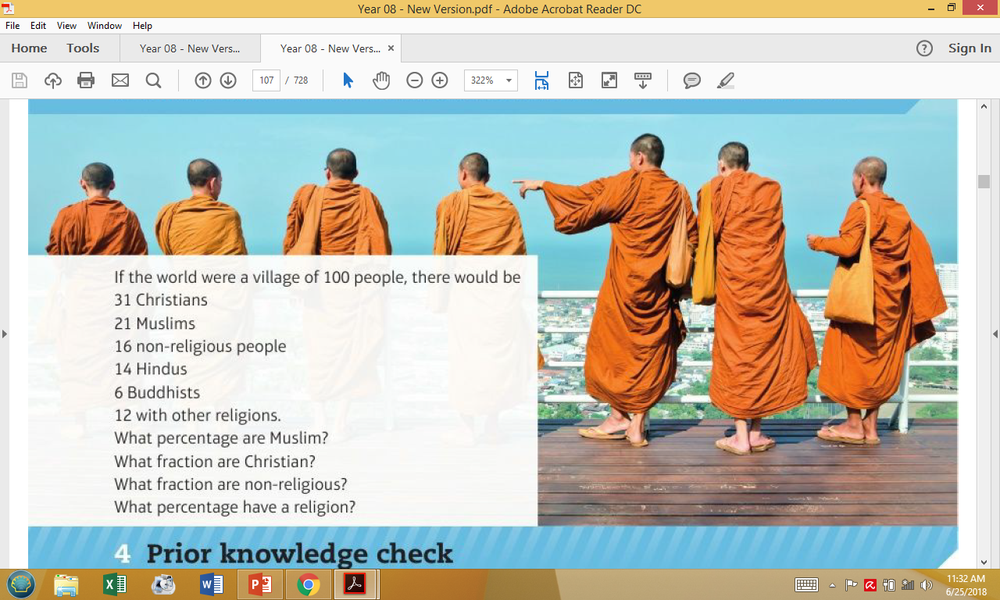 Year 08 - New Version.pdf - Adobe Acrobat Reader DC
File Edit View Window Help
Home Tools Year 08 - New Vers... Year 08 - New Vers... × Sign In
107 / 728 322%
If the world were a village of 100 people, there would be
31 Christians
21 Muslims
16 non-religious people
14 Hindus
6 Buddhists
12 with other religions.
What percentage are Muslim?
What fraction are Christian?
What fraction are non-religious?
What percentage have a religion?
4 Prior knowledge check
11:32 AM
6/25/2018